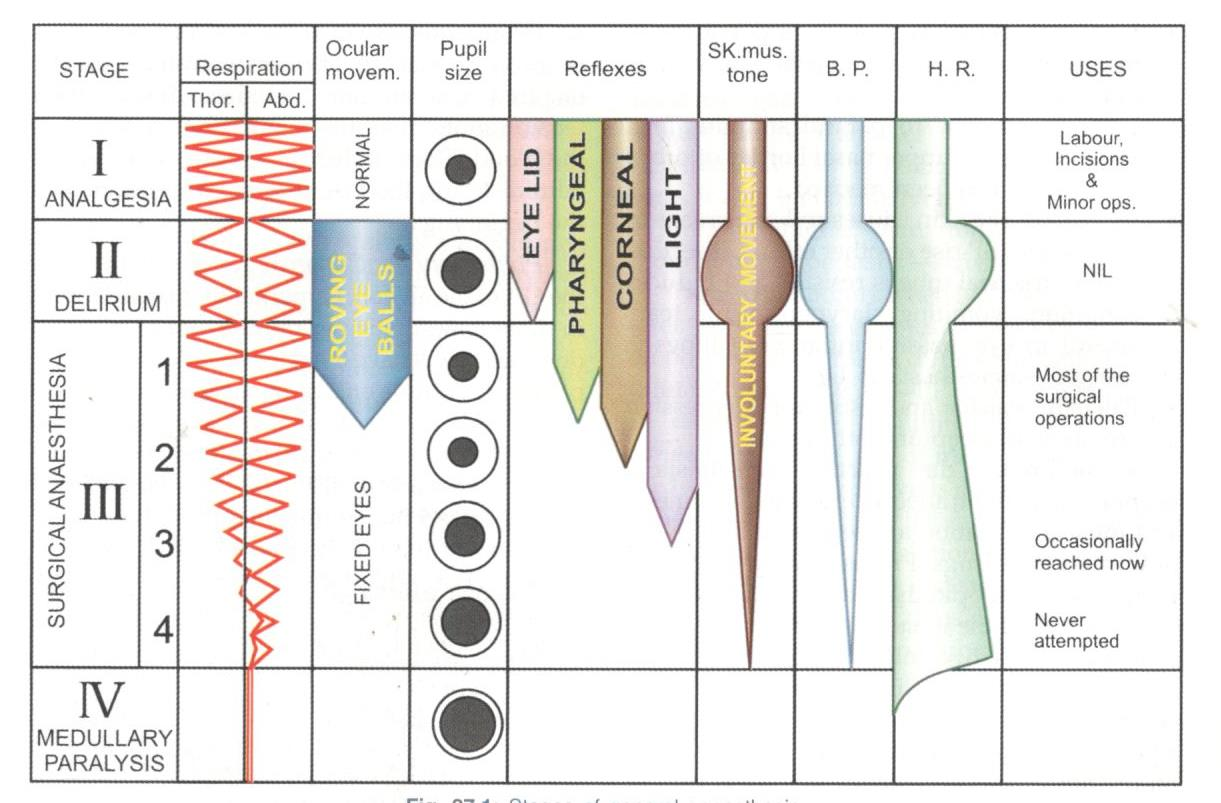 STAGE
Respiration
Thor.
Abd.
Ocular
movem.
Pupil
size
Reflexes
SK.mus.
tone
B. P.
H. R.
USES
I
ANALGESIA
NORMAL
EYE LID
PHARYNGEAL
CORNEAL
LIGHT
INVOLUNTARY MOVEMENT
Labour,
Incisions
&
Minor ops.
II
DELIRIUM
ROVING
EYE
BALLS
NIL
SURGICAL ANAESTHESIA
III
1
2
3
4
FIXED EYES
Most of the
surgical
operations
Occasionally
reached now
Never
attempted
IV
MEDULLARY
PARALYSIS